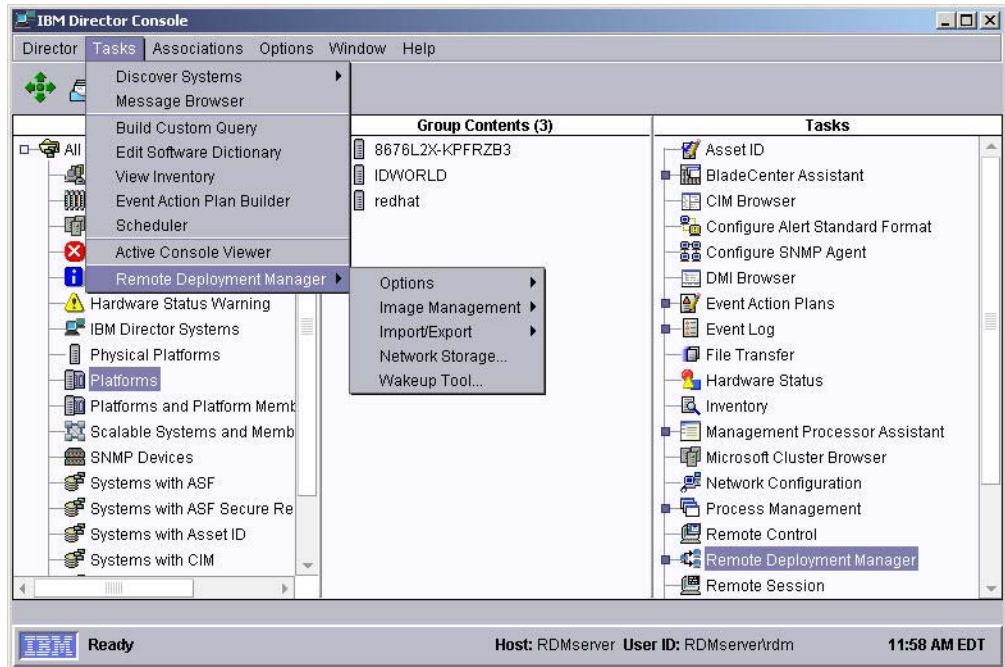 IBM Director Console
Director Tasks Associations Options Window Help
Discover Systems
Message Browser
Build Custom Query
Edit Software Dictionary
View Inventory
Event Action Plan Builder
Scheduler
Active Console Viewer
Remote Deployment Manager
Options
Image Management
Import/Export
Network Storage...
Wakeup Tool...
All
Hardware Status Warning
IBM Director Systems
Physical Platforms
Platforms
Platforms and Platform Memb
Scalable Systems and Memb
SNMP Devices
Systems with ASF
Systems with ASF Secure Re
Systems with Asset ID
Systems with CIM
Group Contents (3)
8676L2X-KPFRZB3
IDWORLD
redhat
Tasks
Asset ID
BladeCenter Assistant
CIM Browser
Configure Alert Standard Format
Configure SNMP Agent
DMI Browser
Event Action Plans
Event Log
File Transfer
Hardware Status
Inventory
Management Processor Assistant
Microsoft Cluster Browser
Network Configuration
Process Management
Remote Control
Remote Deployment Manager
Remote Session
IBM Ready Host: RDMserver User ID: RDMserver\rdm 11:58 AM EDT